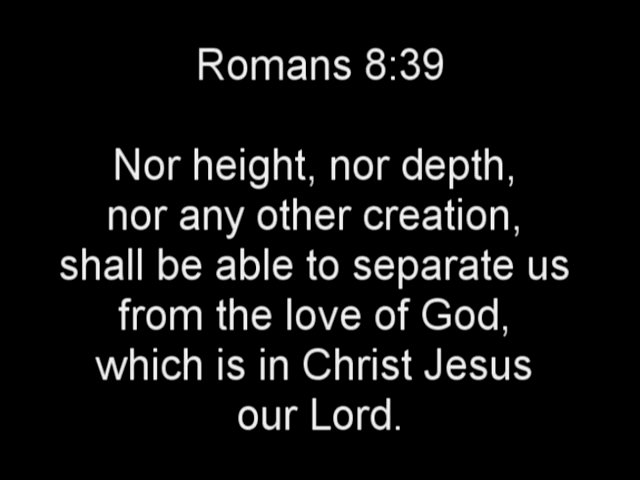 Romans 8:39
Nor height, nor depth,
nor any other creation,
shall be able to separate us
from the love of God,
which is in Christ Jesus
our Lord.